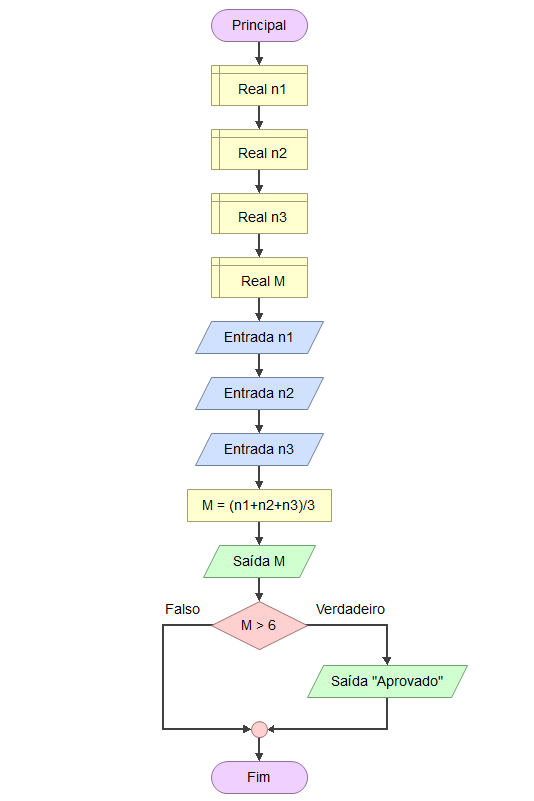 Principal
Real n1
Real n2
Real n3
Real M
Entrada n1
Entrada n2
Entrada n3
M = (n1+n2+n3)/3
Saída M
Falso
M > 6
Verdadeiro
Saída "Aprovado"
Fim